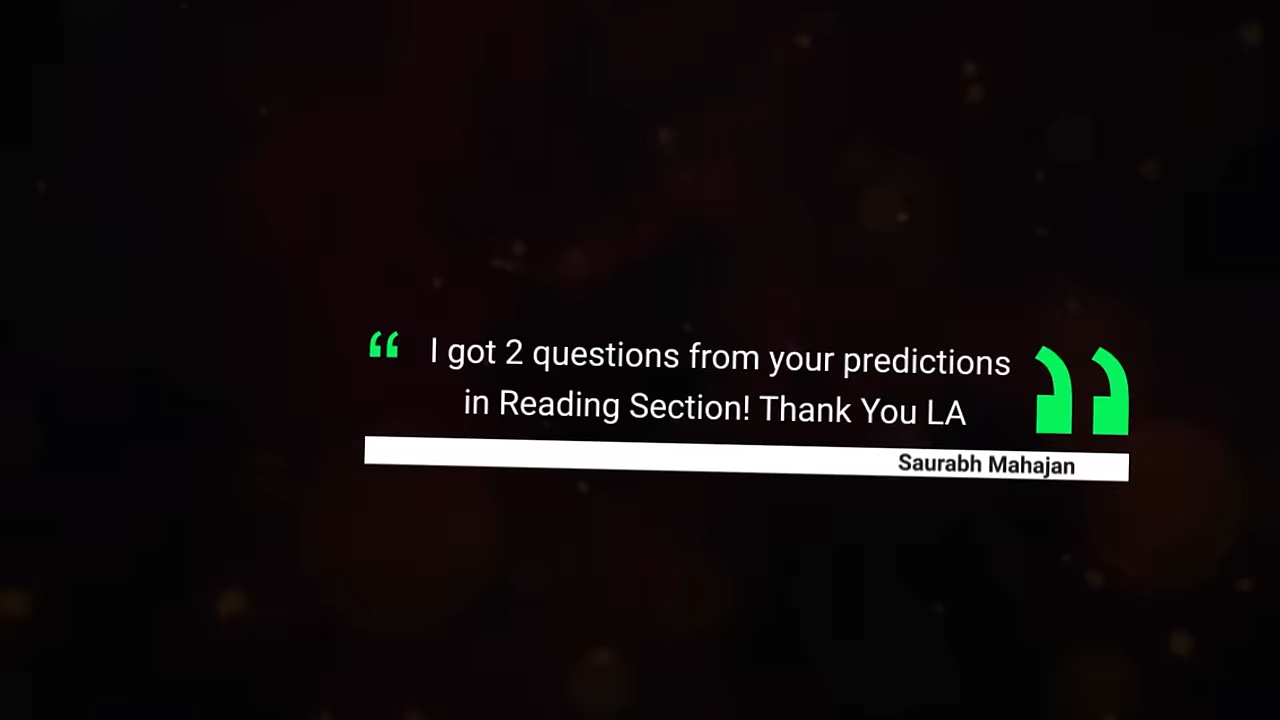 “ I got 2 questions from your predictions ”
in Reading Section! Thank You LA
Saurabh Mahajan